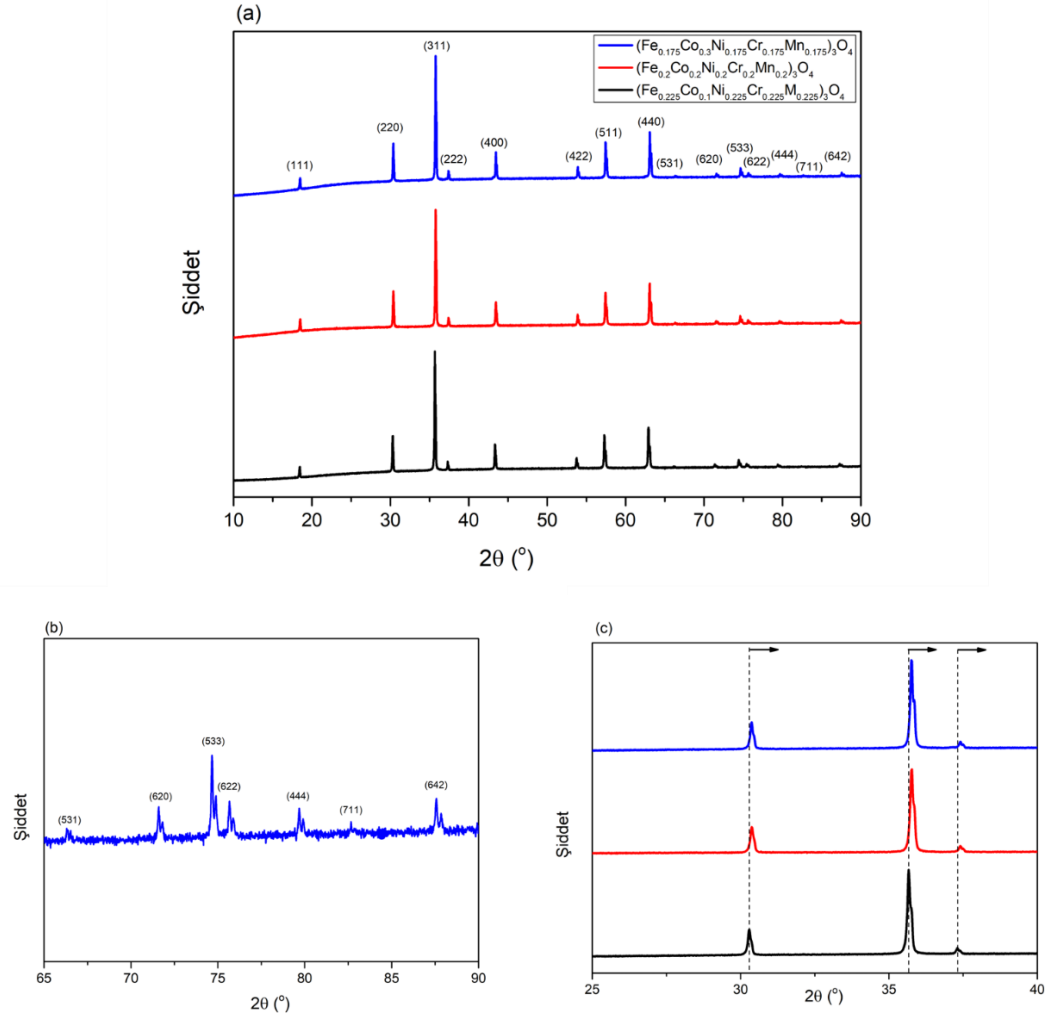 (a)
(Fe₀.₁₇₅Co₀.₃Ni₀.₁₇₅Cr₀.₁₇₅Mn₀.₁₇₅)₃O₄
(Fe₀.₂Co₀.₂Ni₀.₂Cr₀.₂Mn₀.₂)₃O₄
(Fe₀.₂₂₅Co₀.₁Ni₀.₂₂₅Cr₀.₂₂₅M₀.₂₂₅)₃O₄
(111)
(220)
(311)
(222)
(400)
(422)
(511)
(440)
(531)
(620)
(533)
(622)
(444)
(711)
(642)
Şiddet
10 20 30 40 50 60 70 80 90
2θ (°)
(b)
(531)
(620)
(533)
(622)
(444)
(711)
(642)
Şiddet
65 70 75 80 85 90
2θ (°)
(c)
Şiddet
25 30 35 40
2θ (°)